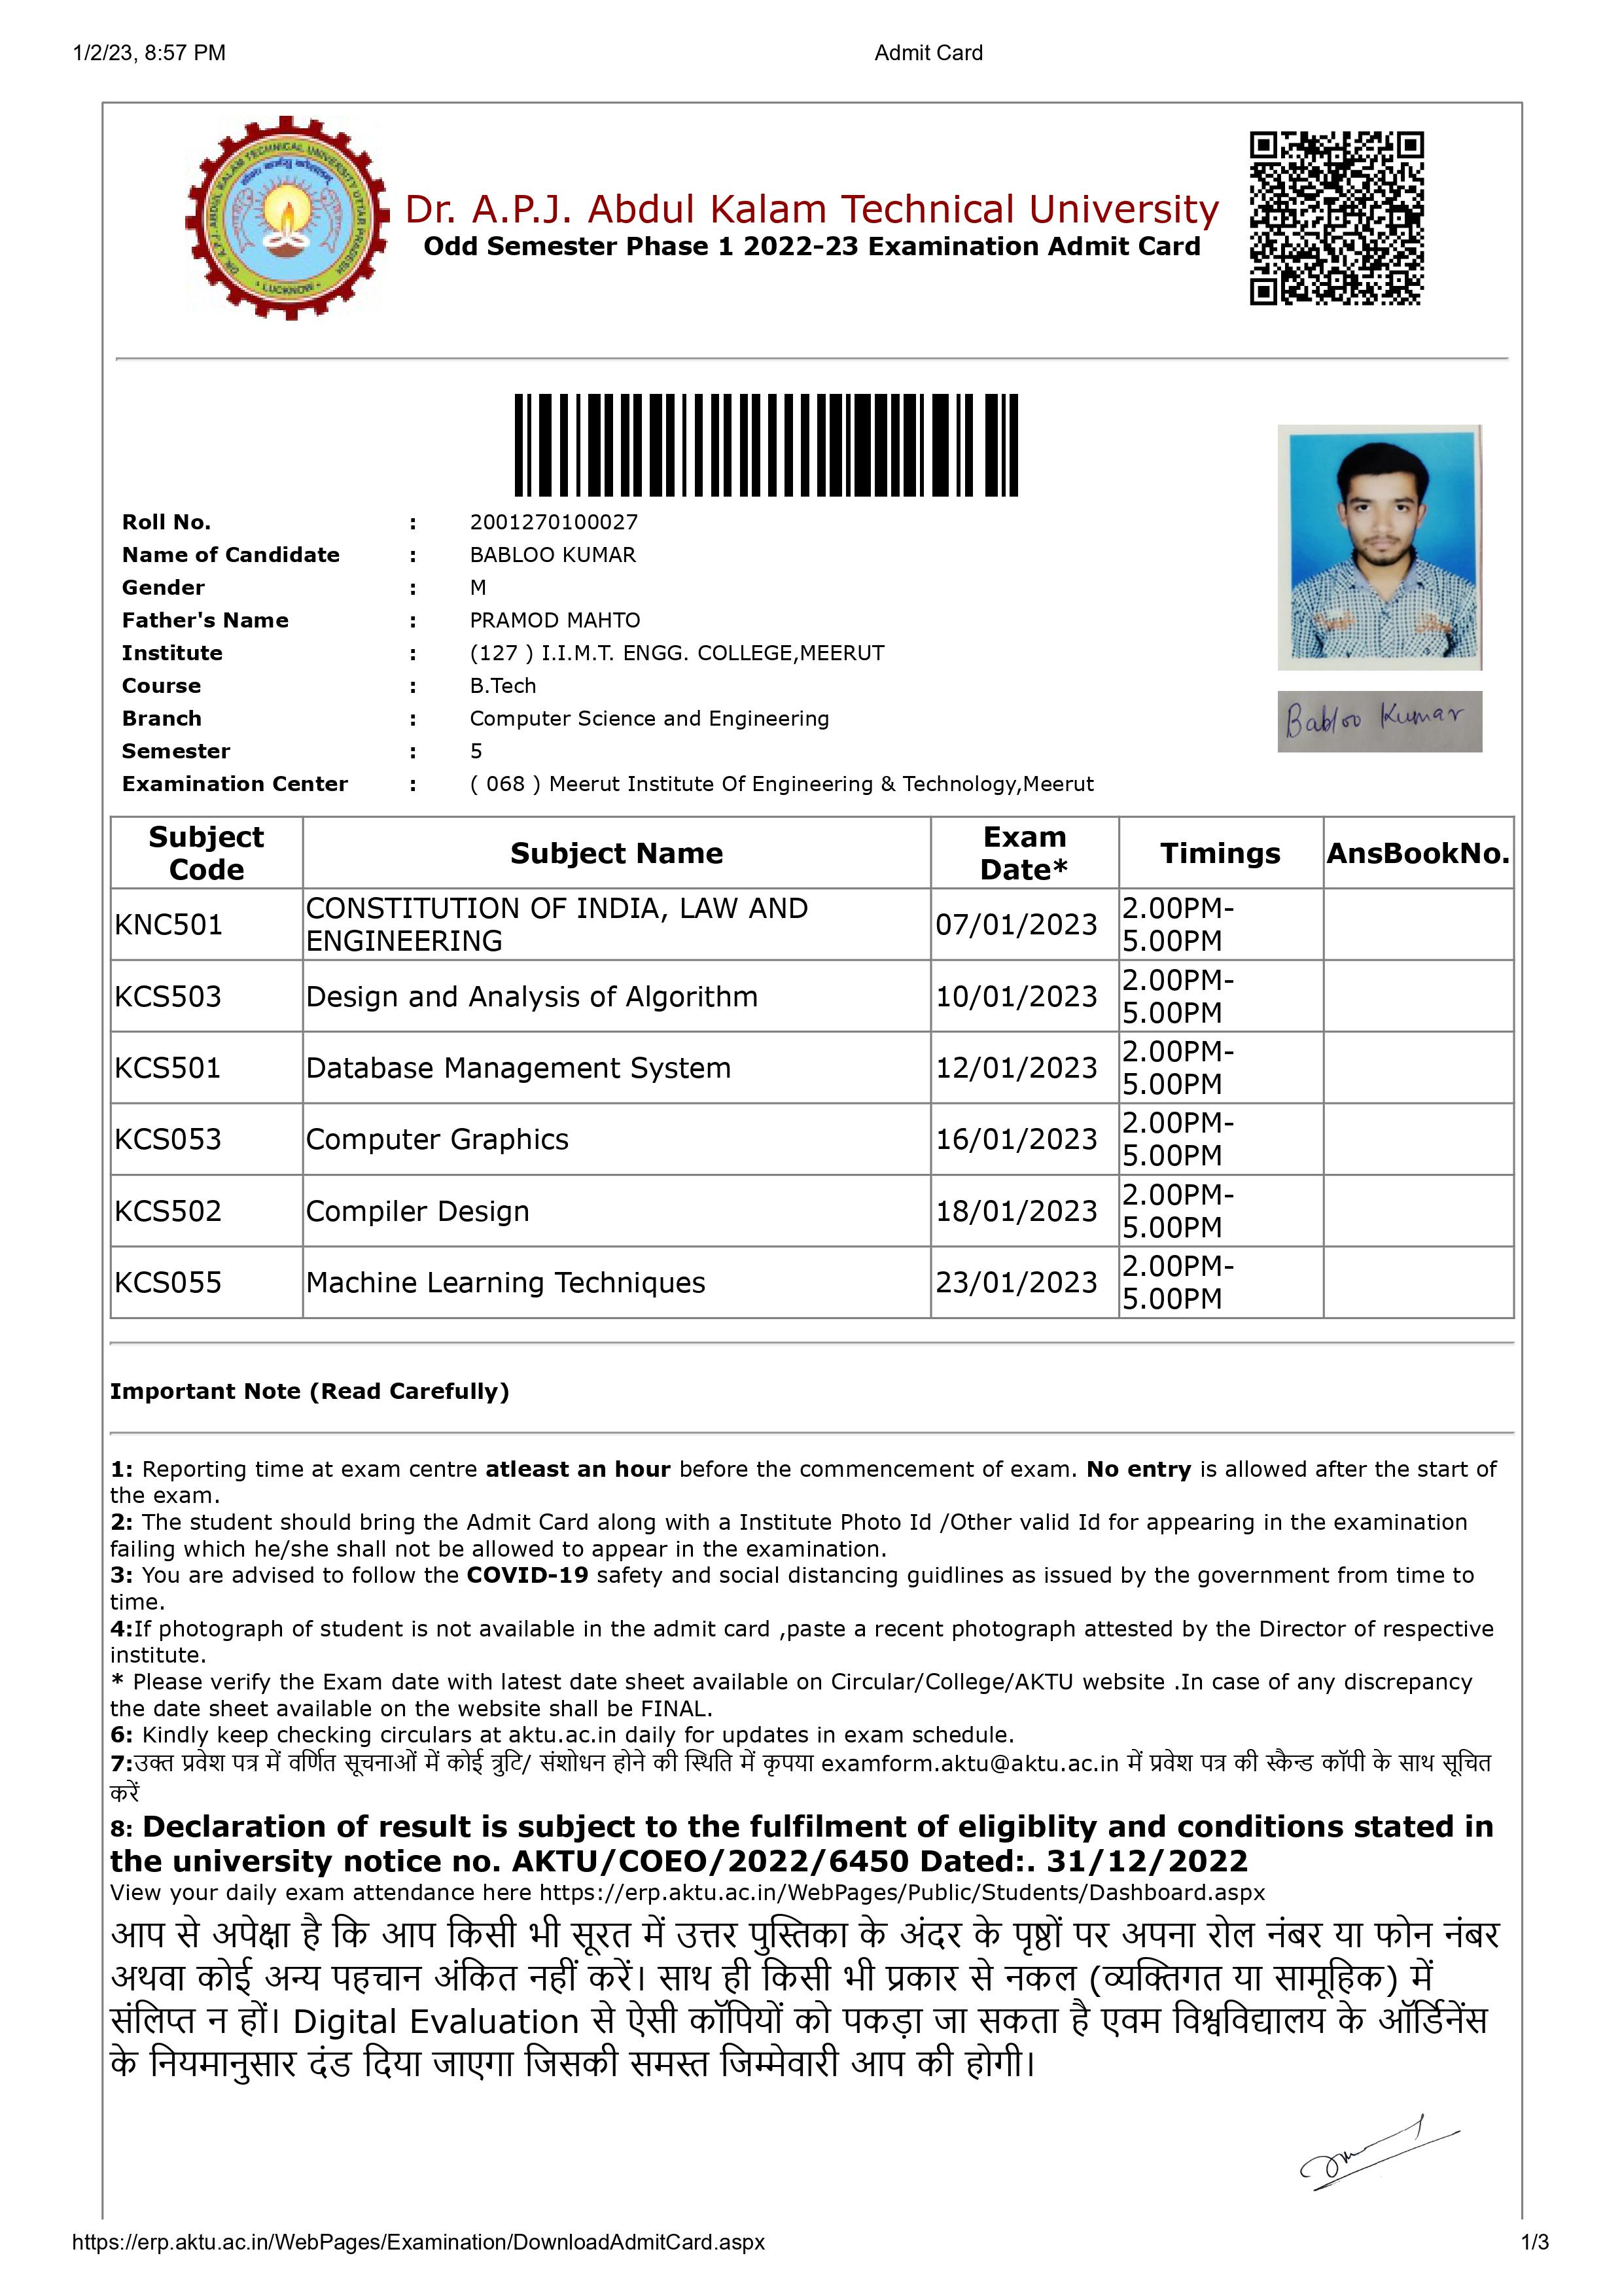 1/2/23, 8:57 PM
Admit Card
DR. A.P.J. ABDUL KALAM TECHNICAL UNIVERSITY UTTAR PRADESH
• LUCKNOW •
Dr. A.P.J. Abdul Kalam Technical University
Odd Semester Phase 1 2022-23 Examination Admit Card
Roll No. : 2001270100027
Name of Candidate : BABLOO KUMAR
Gender : M
Father's Name : PRAMOD MAHTO
Institute : (127 ) I.I.M.T. ENGG. COLLEGE,MEERUT
Course : B.Tech
Branch : Computer Science and Engineering
Semester : 5
Examination Center : ( 068 ) Meerut Institute Of Engineering & Technology,Meerut
Babloo Kumar
Subject Code Subject Name Exam Date* Timings AnsBookNo.
KNC501 CONSTITUTION OF INDIA, LAW AND ENGINEERING 07/01/2023 2.00PM-5.00PM
KCS503 Design and Analysis of Algorithm 10/01/2023 2.00PM-5.00PM
KCS501 Database Management System 12/01/2023 2.00PM-5.00PM
KCS053 Computer Graphics 16/01/2023 2.00PM-5.00PM
KCS502 Compiler Design 18/01/2023 2.00PM-5.00PM
KCS055 Machine Learning Techniques 23/01/2023 2.00PM-5.00PM
Important Note (Read Carefully)
1: Reporting time at exam centre atleast an hour before the commencement of exam. No entry is allowed after the start of
the exam.
2: The student should bring the Admit Card along with a Institute Photo Id /Other valid Id for appearing in the examination
failing which he/she shall not be allowed to appear in the examination.
3: You are advised to follow the COVID-19 safety and social distancing guidlines as issued by the government from time to
time.
4:If photograph of student is not available in the admit card ,paste a recent photograph attested by the Director of respective
institute.
* Please verify the Exam date with latest date sheet available on Circular/College/AKTU website .In case of any discrepancy
the date sheet available on the website shall be FINAL.
6: Kindly keep checking circulars at aktu.ac.in daily for updates in exam schedule.
7:उक्त प्रवेश पत्र में वर्णित सूचनाओं में कोई त्रुटि/ संशोधन होने की स्थिति में कृपया examform.aktu@aktu.ac.in में प्रवेश पत्र की स्कैन्ड कॉपी के साथ सूचित
करें
8: Declaration of result is subject to the fulfilment of eligiblity and conditions stated in
the university notice no. AKTU/COEO/2022/6450 Dated:. 31/12/2022
View your daily exam attendance here https://erp.aktu.ac.in/WebPages/Public/Students/Dashboard.aspx
आप से अपेक्षा है कि आप किसी भी सूरत में उत्तर पुस्तिका के अंदर के पृष्ठों पर अपना रोल नंबर या फोन नंबर
अथवा कोई अन्य पहचान अंकित नहीं करें। साथ ही किसी भी प्रकार से नकल (व्यक्तिगत या सामूहिक) में
संलिप्त न हों। Digital Evaluation से ऐसी कॉपियों को पकड़ा जा सकता है एवम विश्वविद्यालय के ऑर्डिनेंस
के नियमानुसार दंड दिया जाएगा जिसकी समस्त जिम्मेवारी आप की होगी।
https://erp.aktu.ac.in/WebPages/Examination/DownloadAdmitCard.aspx
1/3